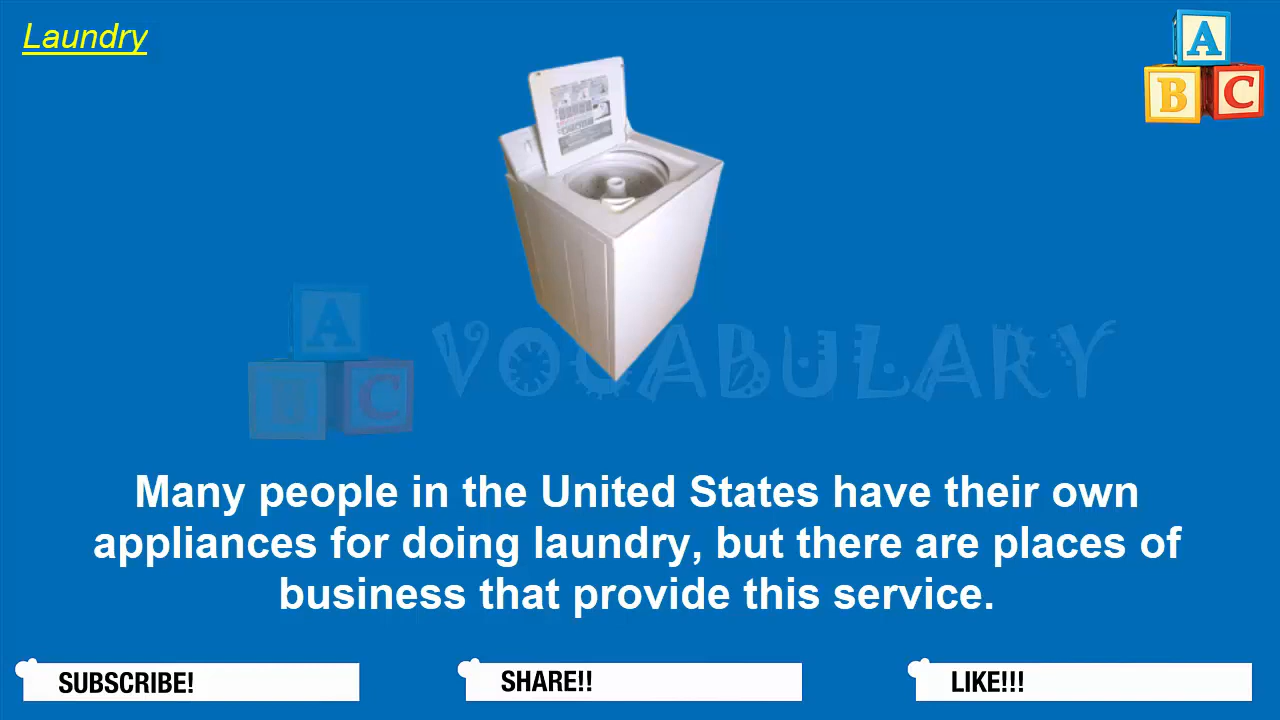 Laundry
A
B C
A
B C
VOCABULARY
Many people in the United States have their own
appliances for doing laundry, but there are places of
business that provide this service.
SUBSCRIBE!
SHARE!!
LIKE!!!